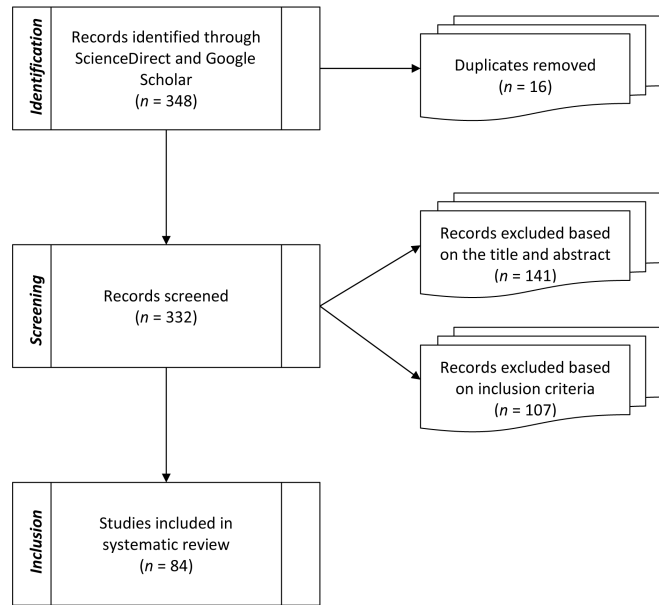 Identification
Records identified through
ScienceDirect and Google
Scholar
(n = 348)
Duplicates removed
(n = 16)
Screening
Records screened
(n = 332)
Records excluded based
on the title and abstract
(n = 141)
Records excluded based
on inclusion criteria
(n = 107)
Inclusion
Studies included in
systematic review
(n = 84)